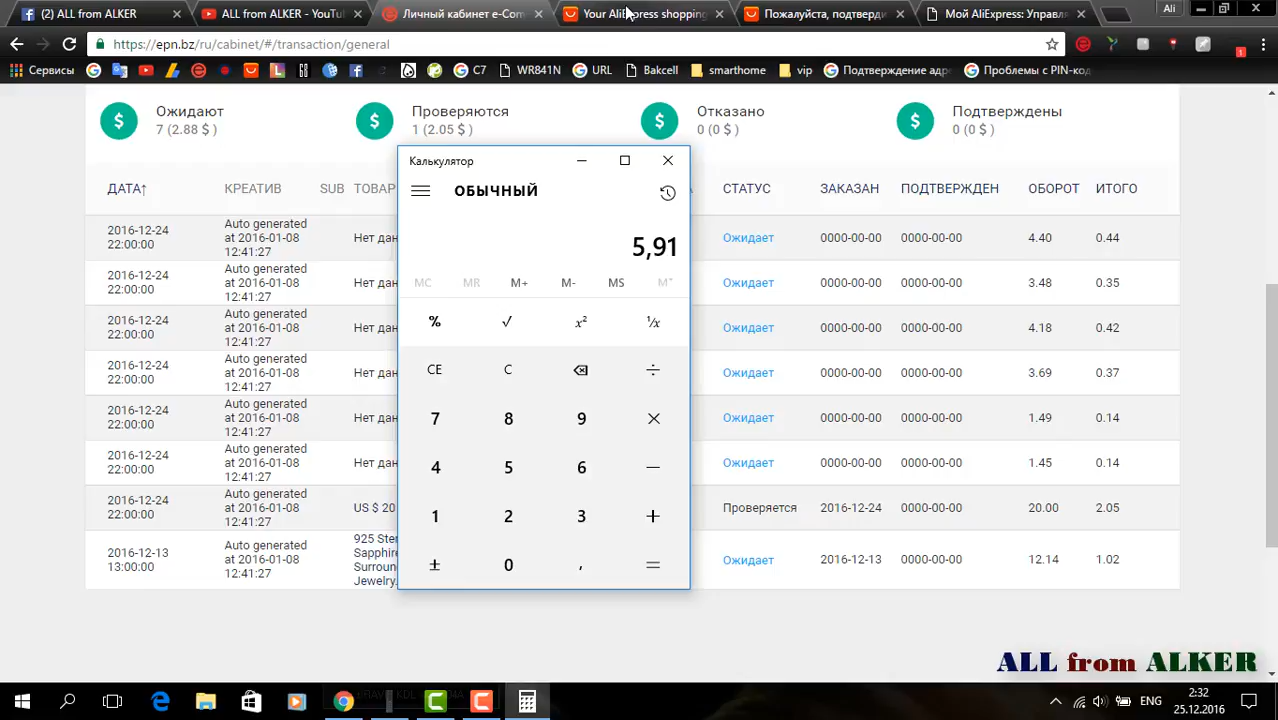 (2) ALL from ALKER
ALL from ALKER - YouTu
Личный кабинет e-Com
Your AliExpress shopping
Пожалуйста, подтверди
Мой AliExpress: Управля
Ali
https://epn.bz/ru/cabinet/#/transaction/general
1
Сервисы
C7
WR841N
URL
Bakcell
smarthome
vip
Подтверждение адре
Проблемы с PIN-код
Ожидают
7 (2.88 $ )
Проверяются
1 (2.05 $ )
Отказано
0 (0 $ )
Подтверждены
0 (0 $ )
ДАТА↑ КРЕАТИВ SUB ТОВАР СТАТУС ЗАКАЗАН ПОДТВЕРЖДЕН ОБОРОТ ИТОГО
2016-12-24 22:00:00 Auto generated at 2016-01-08 12:41:27 Нет дан Ожидает 0000-00-00 0000-00-00 4.40 0.44
2016-12-24 22:00:00 Auto generated at 2016-01-08 12:41:27 Нет дан Ожидает 0000-00-00 0000-00-00 3.48 0.35
2016-12-24 22:00:00 Auto generated at 2016-01-08 12:41:27 Нет дан Ожидает 0000-00-00 0000-00-00 4.18 0.42
2016-12-24 22:00:00 Auto generated at 2016-01-08 12:41:27 Нет дан Ожидает 0000-00-00 0000-00-00 3.69 0.37
2016-12-24 22:00:00 Auto generated at 2016-01-08 12:41:27 Нет дан Ожидает 0000-00-00 0000-00-00 1.49 0.14
2016-12-24 22:00:00 Auto generated at 2016-01-08 12:41:27 Нет дан Ожидает 0000-00-00 0000-00-00 1.45 0.14
2016-12-24 22:00:00 Auto generated at 2016-01-08 12:41:27 US $ 20 Проверяется 2016-12-24 0000-00-00 20.00 2.05
2016-12-13 13:00:00 Auto generated at 2016-01-08 12:41:27 925 Ster Sapphire Surroun Jewelry. Ожидает 2016-12-13 0000-00-00 12.14 1.02
Калькулятор
ОБЫЧНЫЙ
5,91
MC MR M+ M- MS M˅
% √ x² ¹/x
CE C ÷
7 8 9 ×
4 5 6 −
1 2 3 +
± 0 , =
ALL from ALKER
ENG
2:32
25.12.2016